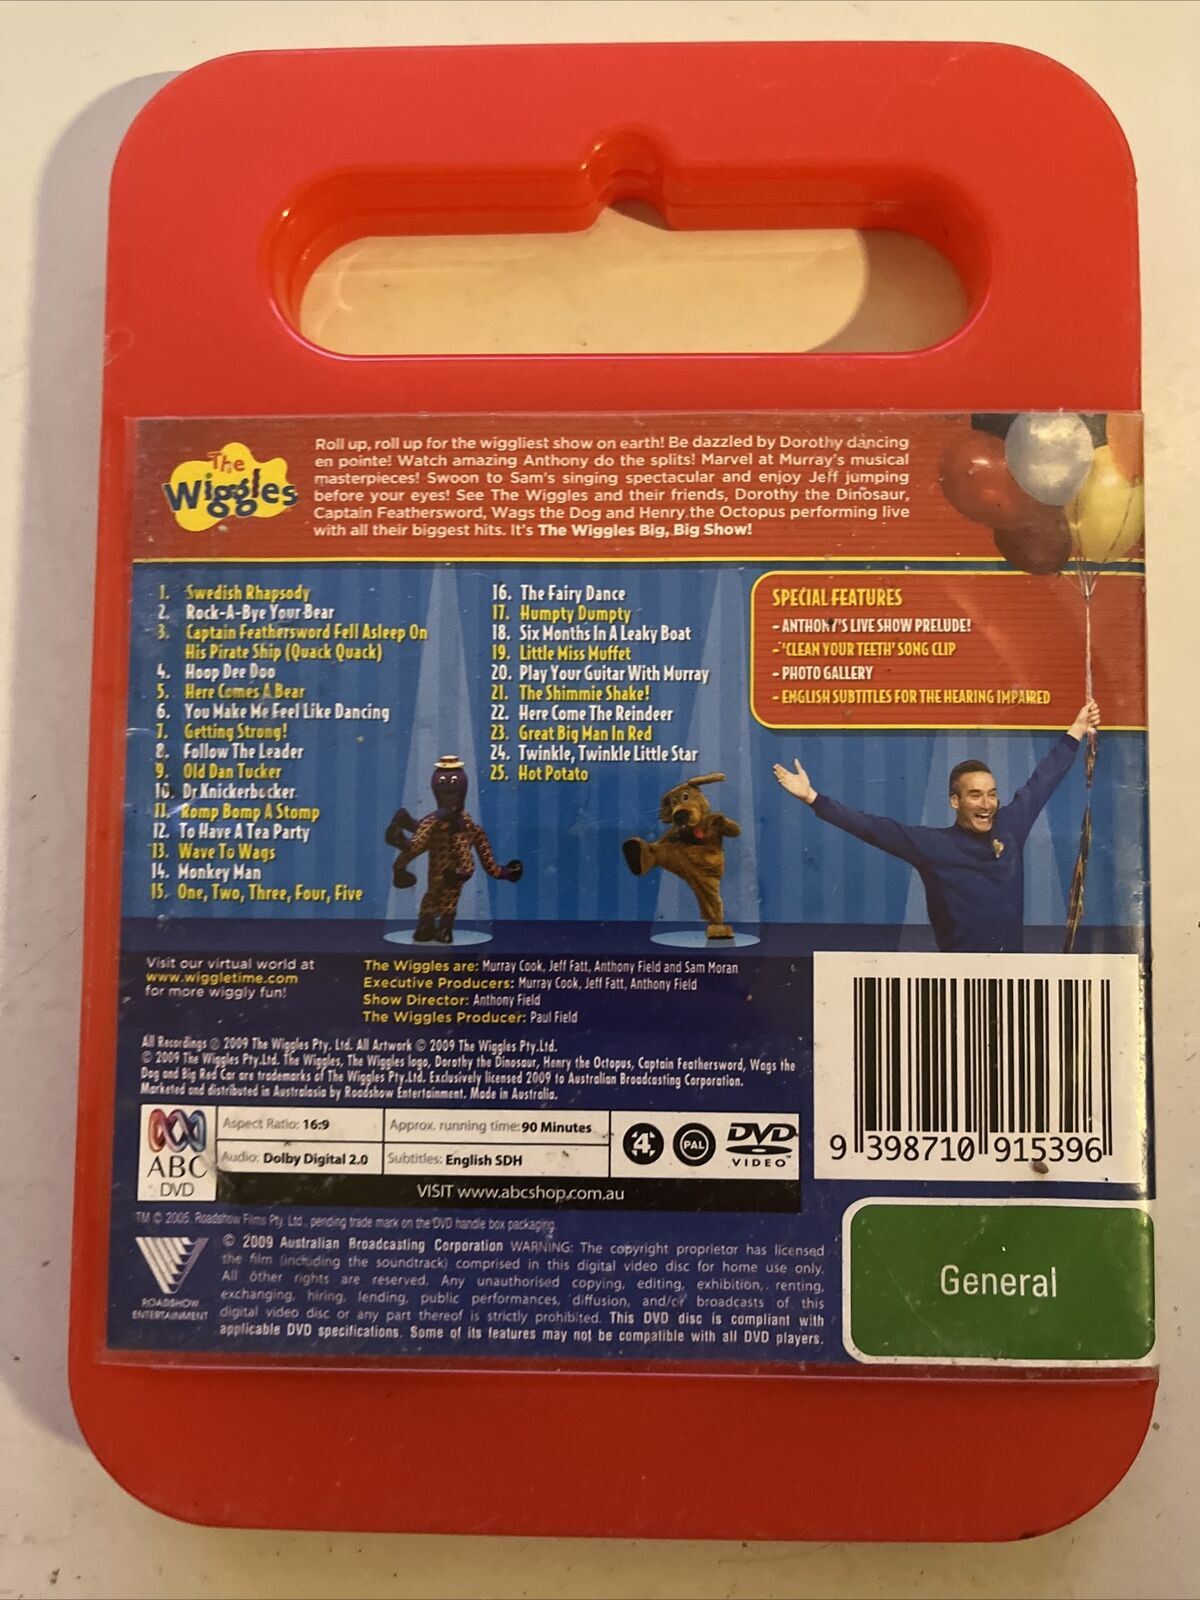 The
Wiggles
Roll up, roll up for the wiggliest show on earth! Be dazzled by Dorothy dancing
en pointe! Watch amazing Anthony do the splits! Marvel at Murray's musical
masterpieces! Swoon to Sam's singing spectacular and enjoy Jeff jumping
before your eyes! See The Wiggles and their friends, Dorothy the Dinosaur,
Captain Feathersword, Wags the Dog and Henry the Octopus performing live
with all their biggest hits. It's The Wiggles Big, Big Show!
1. Swedish Rhapsody
2. Rock-A-Bye Your Bear
3. Captain Feathersword Fell Asleep On
His Pirate Ship (Quack Quack)
4. Hoop Dee Doo
5. Here Comes A Bear
6. You Make Me Feel Like Dancing
7. Getting Strong!
8. Follow The Leader
9. Old Dan Tucker
10. Dr Knickerbocker
11. Romp Bomp A Stomp
12. To Have A Tea Party
13. Wave To Wags
14. Monkey Man
15. One, Two, Three, Four, Five
16. The Fairy Dance
17. Humpty Dumpty
18. Six Months In A Leaky Boat
19. Little Miss Muffet
20. Play Your Guitar With Murray
21. The Shimmie Shake!
22. Here Come The Reindeer
23. Great Big Man In Red
24. Twinkle, Twinkle Little Star
25. Hot Potato
SPECIAL FEATURES
- ANTHONY'S LIVE SHOW PRELUDE!
- 'CLEAN YOUR TEETH' SONG CLIP
- PHOTO GALLERY
- ENGLISH SUBTITLES FOR THE HEARING IMPAIRED
Visit our virtual world at
www.wiggletime.com
for more wiggly fun!
The Wiggles are: Murray Cook, Jeff Fatt, Anthony Field and Sam Moran
Executive Producers: Murray Cook, Jeff Fatt, Anthony Field
Show Director: Anthony Field
The Wiggles Producer: Paul Field
All Recordings ℗ 2009 The Wiggles Pty. Ltd. All Artwork © 2009 The Wiggles Pty.Ltd.
© 2009 The Wiggles Pty.Ltd. The Wiggles, The Wiggles logo, Dorothy the Dinosaur, Henry the Octopus, Captain Feathersword, Wags the
Dog and Big Red Car are trademarks of The Wiggles Pty.Ltd. Exclusively licensed 2009 to Australian Broadcasting Corporation.
Marketed and distributed in Australasia by Roadshow Entertainment. Made in Australia.
ABC
DVD
Aspect Ratio: 16:9
Approx. running time: 90 Minutes
Audio: Dolby Digital 2.0
Subtitles: English SDH
4
PAL
DVD
VIDEO™
VISIT www.abcshop.com.au
9 398710 915396
TM © 2005, Roadshow Films Pty. Ltd., pending trade mark on the DVD handle box packaging.
ROADSHOW
ENTERTAINMENT
© 2009 Australian Broadcasting Corporation WARNING: The copyright proprietor has licensed
the film (including the soundtrack) comprised in this digital video disc for home use only.
All other rights are reserved. Any unauthorised copying, editing, exhibition, renting,
exchanging, hiring, lending, public performances, diffusion, and/or broadcasts of this
digital video disc or any part thereof is strictly prohibited. This DVD disc is compliant with
applicable DVD specifications. Some of its features may not be compatible with all DVD players.
General